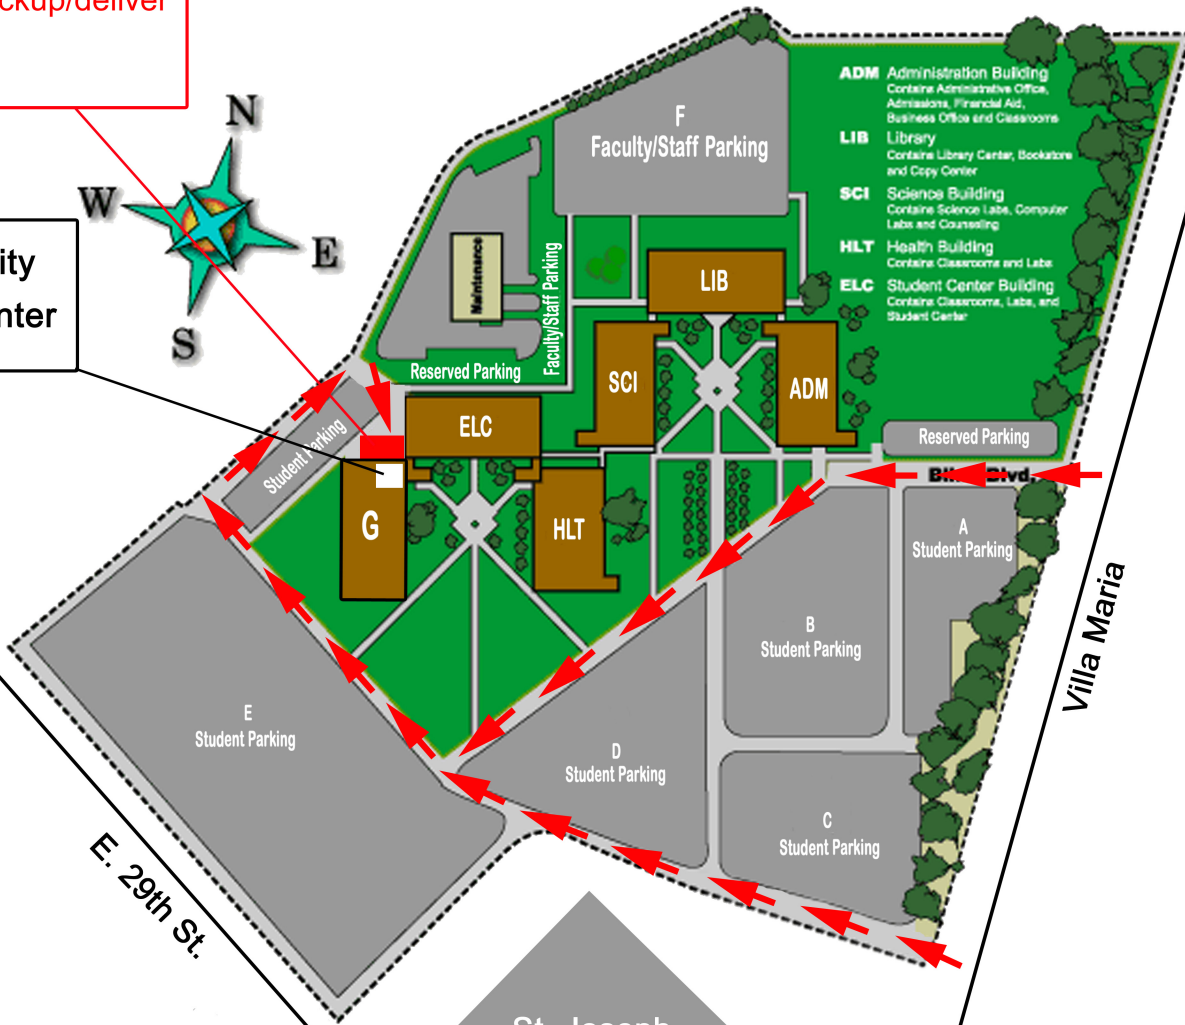 ckup/deliver
N
W
E
S
ity
nter
ADM Administration Building
Contains Administrative Office,
Admissions, Financial Aid,
Business Office and Classrooms
LIB Library
Contains Library Center, Bookstore
and Copy Center
SCI Science Building
Contains Science Labs, Computer
Labs and Counseling
HLT Health Building
Contains Classrooms and Labs
ELC Student Center Building
Contains Classrooms, Labs, and
Student Center
F
Faculty/Staff Parking
Maintenance
Faculty/Staff Parking
Reserved Parking
LIB
SCI
ADM
ELC
Student Parking
G
HLT
Reserved Parking
Blvd.
A
Student Parking
B
Student Parking
Villa Maria
E
Student Parking
D
Student Parking
C
Student Parking
E. 29th St.
St. Joseph